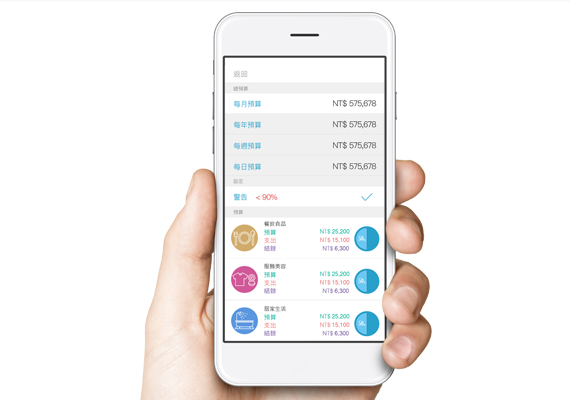 返回
總預算
每月預算 NT$ 575,678
每年預算 NT$ 575,678
每週預算 NT$ 575,678
每日預算 NT$ 575,678
設定
警告 < 90%
預算
餐飲食品
預算 NT$ 25,200
支出 NT$ 15,100
結餘 NT$ 6,300
服飾美容
預算 NT$ 25,200
支出 NT$ 15,100
結餘 NT$ 6,300
居家生活
預算 NT$ 25,200
支出 NT$ 15,100
結餘 NT$ 6,300